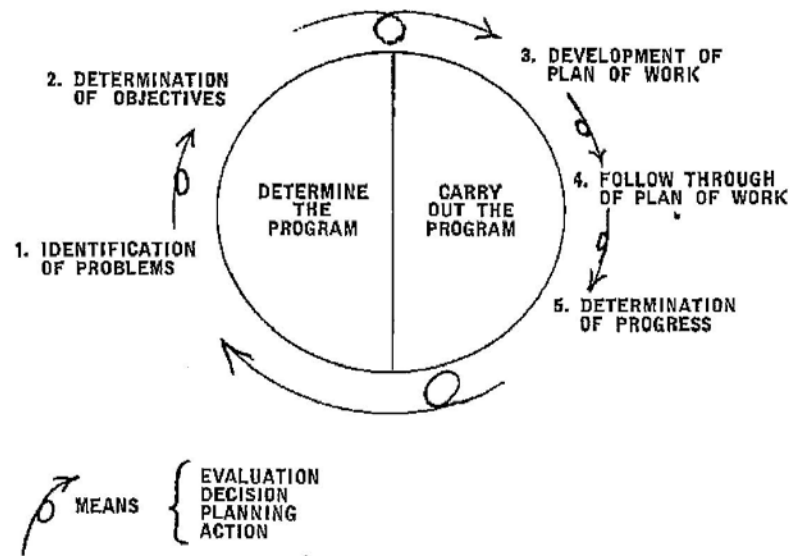 2. DETERMINATION
OF OBJECTIVES
3. DEVELOPMENT OF
PLAN OF WORK
DETERMINE
THE
PROGRAM
CARRY
OUT THE
PROGRAM
4. FOLLOW THROUGH
OF PLAN OF WORK
1. IDENTIFICATION
OF PROBLEMS
5. DETERMINATION
OF PROGRESS
MEANS
EVALUATION
DECISION
PLANNING
ACTION